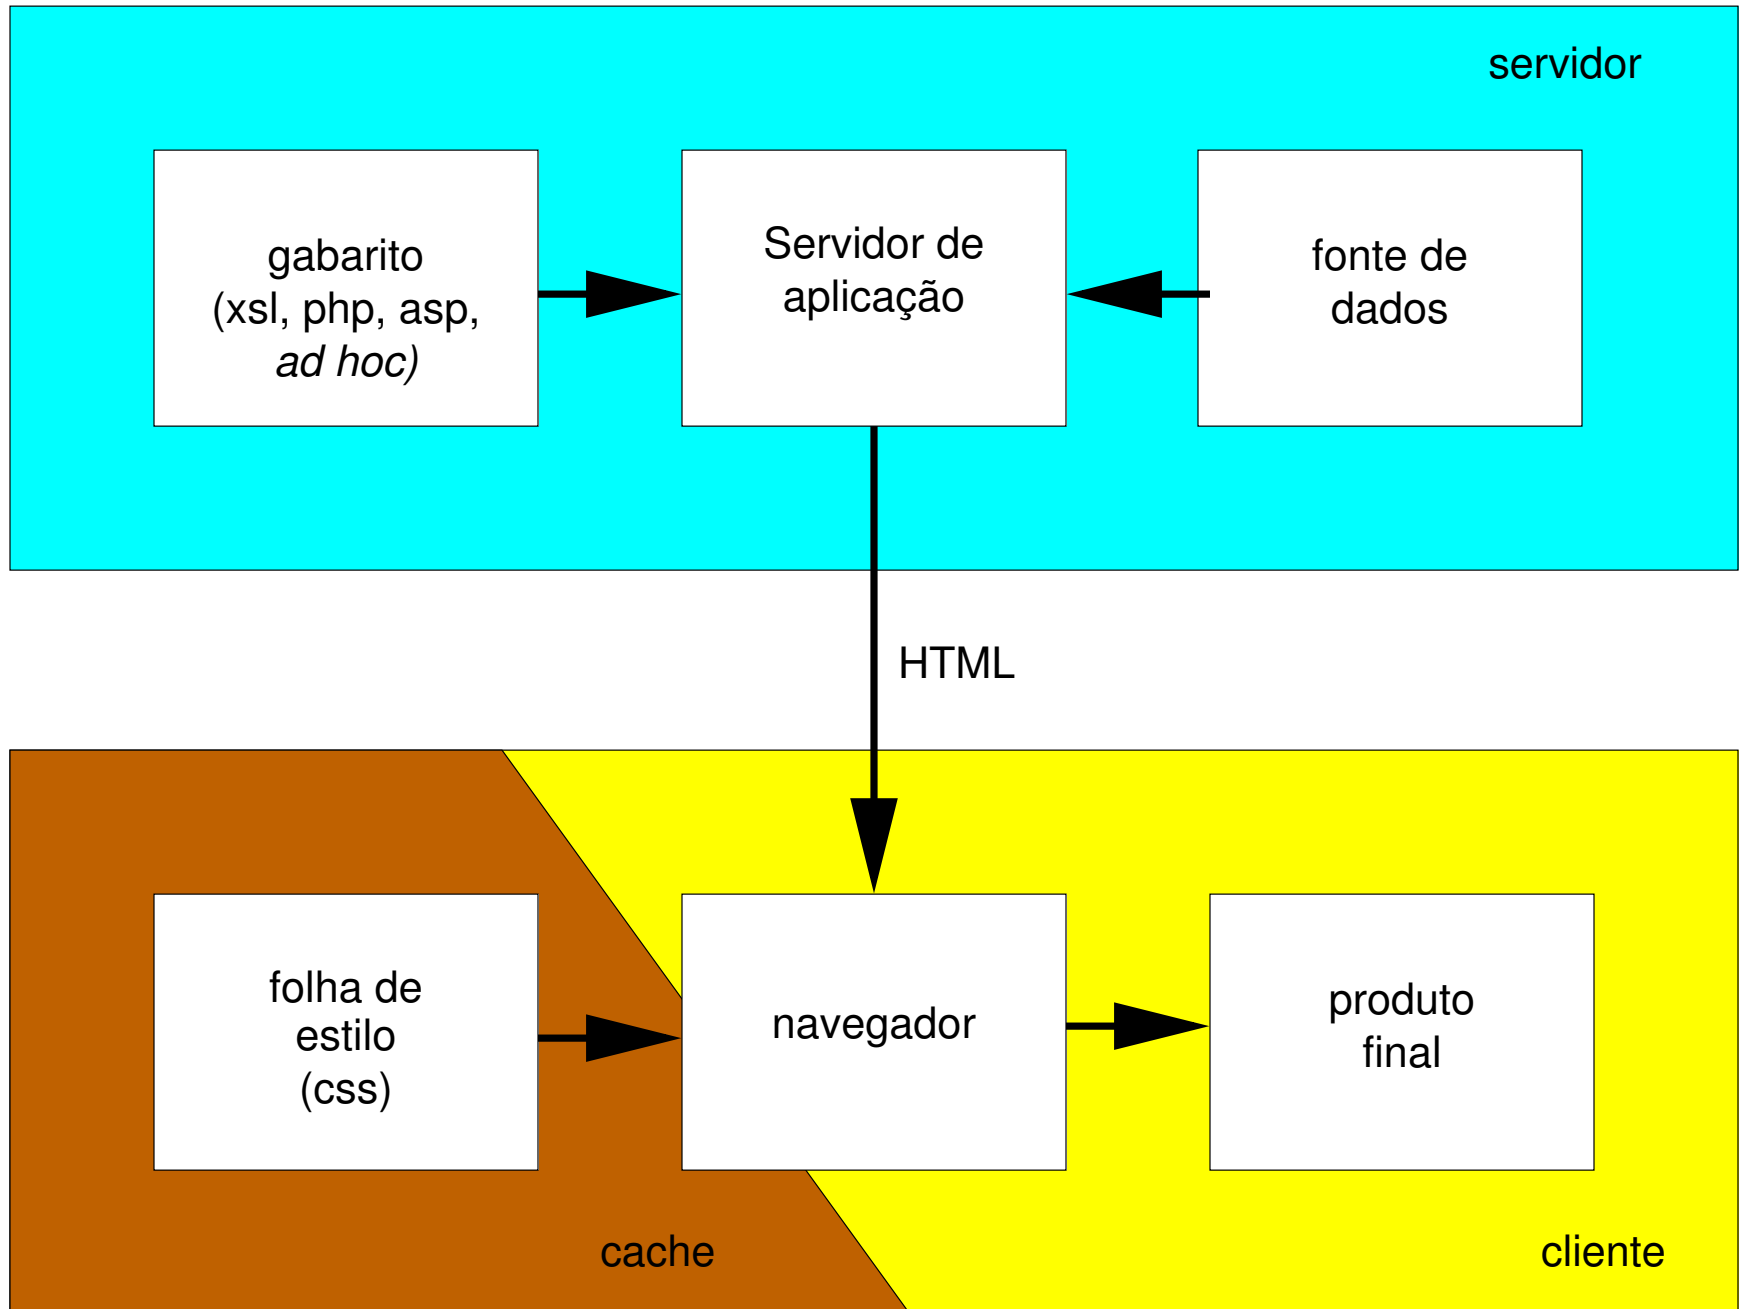 servidor
gabarito
(xsl, php, asp,
ad hoc)
Servidor de
aplicação
fonte de
dados
HTML
folha de
estilo
(css)
navegador
produto
final
cache
cliente